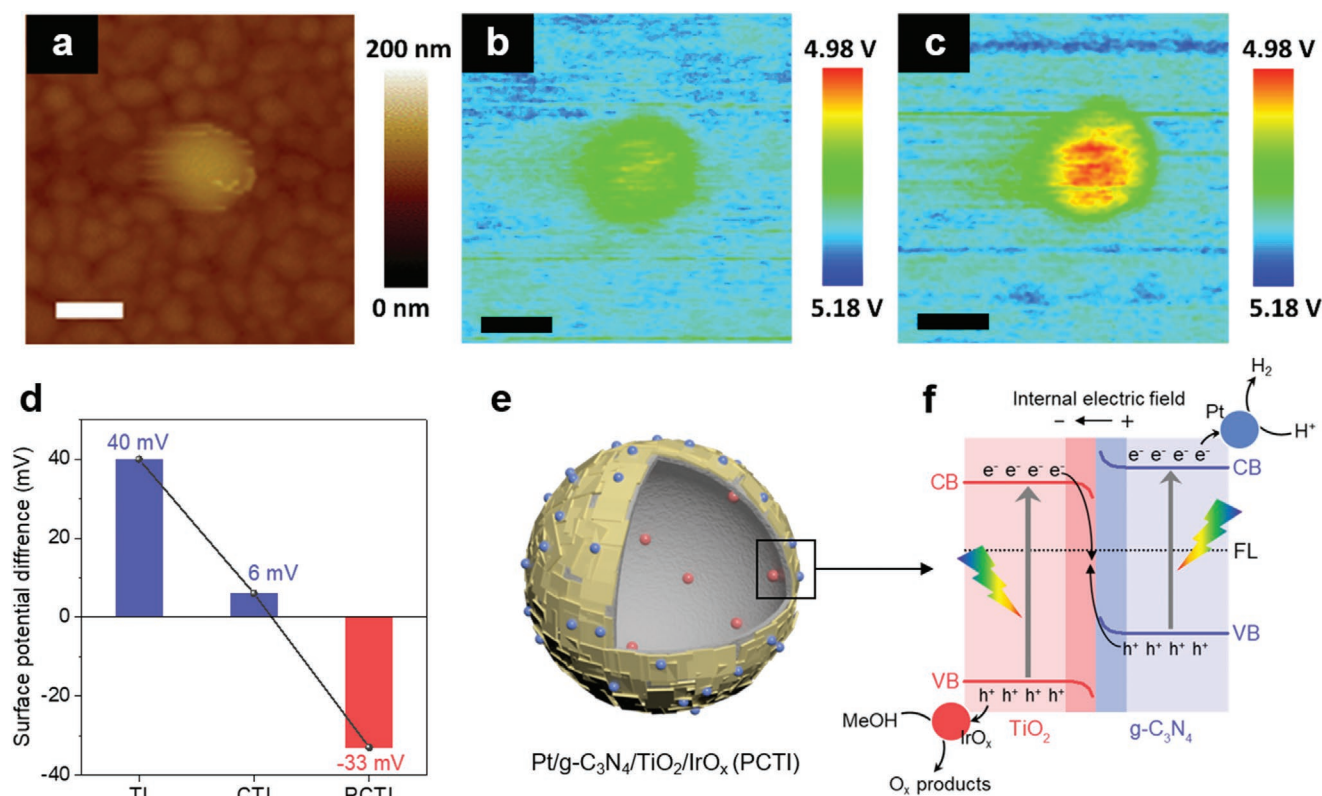 a
200 nm
0 nm
b
4.98 V
5.18 V
c
4.98 V
5.18 V
d
Surface potential diffrence (mV)
40
20
0
-20
-40
40 mV
6 mV
-33 mV
e
Pt/g-C₃N₄/TiO₂/IrOₓ (PCTI)
f
Internal electric field
− +
H₂
Pt
H⁺
e⁻ e⁻ e⁻ e⁻
CB
e⁻ e⁻ e⁻ e⁻
CB
FL
VB
h⁺ h⁺ h⁺ h⁺
VB
h⁺ h⁺ h⁺ h⁺
MeOH
IrOₓ
TiO₂
g-C₃N₄
Oₓ products